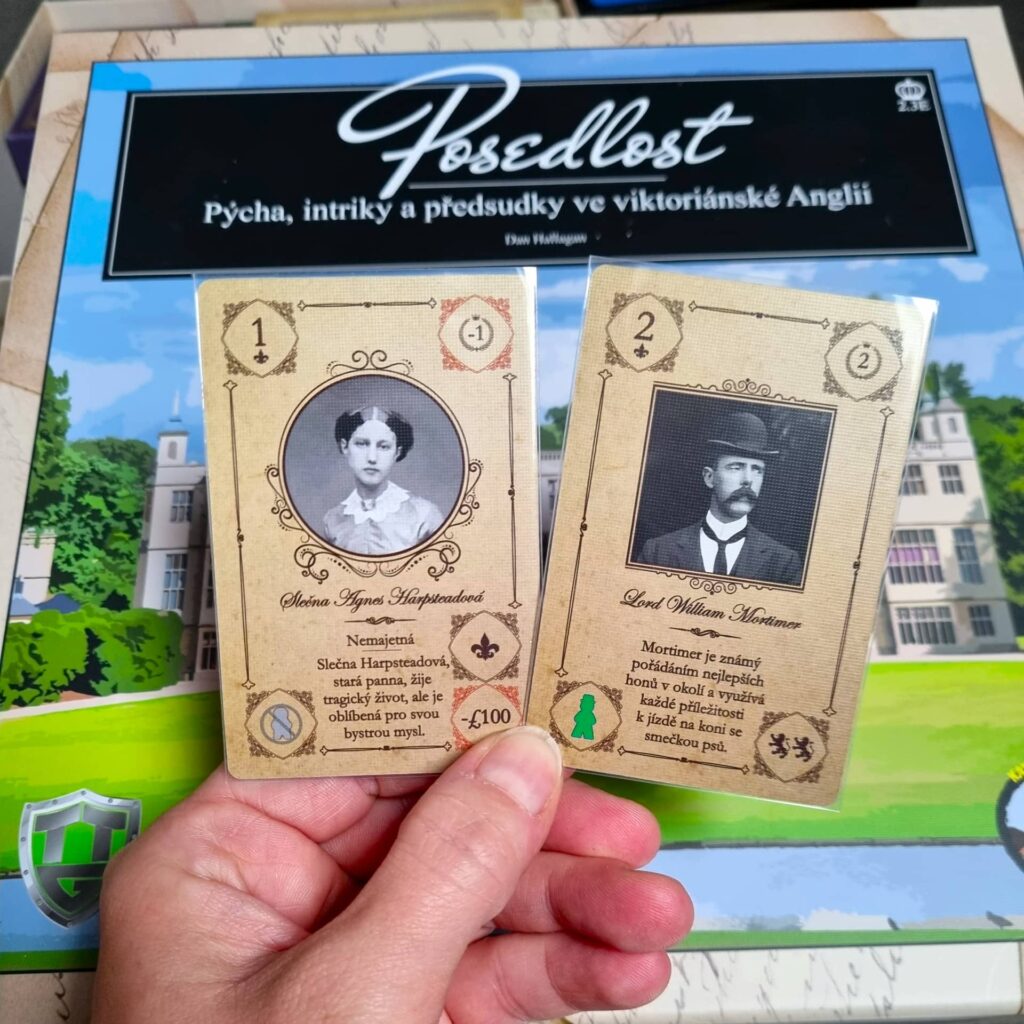 Posedlost
2.3E
Pýcha, intriky a předsudky ve viktoriánské Anglii
Dan Hallagan
1
-1
Slečna Agnes Harpsteadová
Nemajetná
Slečna Harpsteadová,
stará panna, žije
tragický život, ale je
oblíbená pro svou
bystrou mysl.
-£100
2
2
Lord William Mortimer
Mortimer je známý
pořádáním nejlepších
honů v okolí a využívá
každé příležitosti
k jízdě na koni se
smečkou psů.